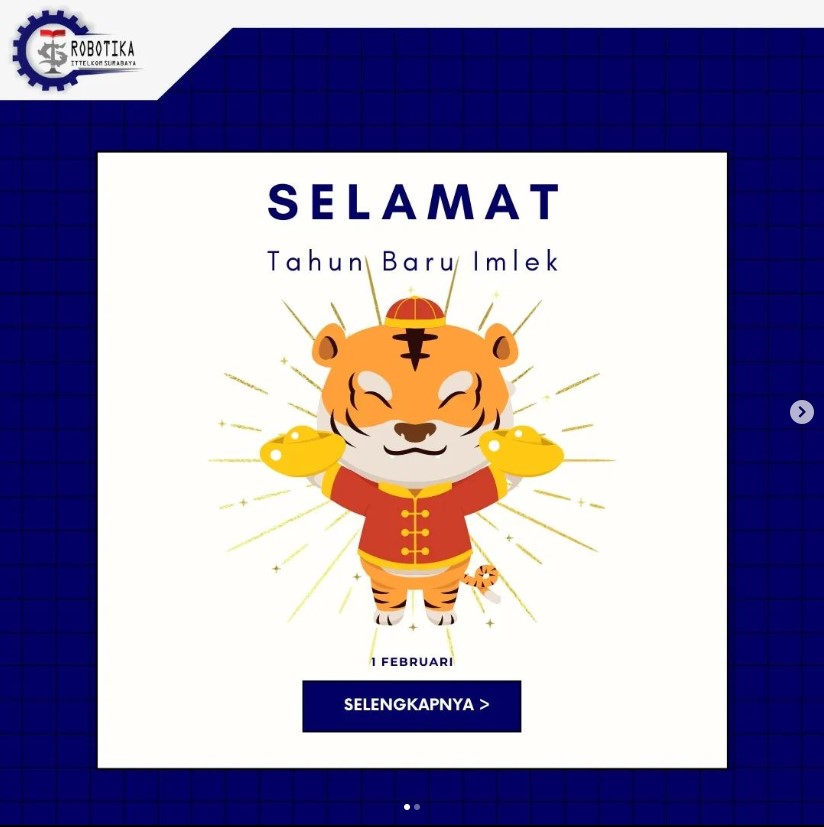 ROBOTIKA
ITTELKOM SURABAYA
SELAMAT
Tahun Baru Imlek
1 FEBRUARI
SELENGKAPNYA >